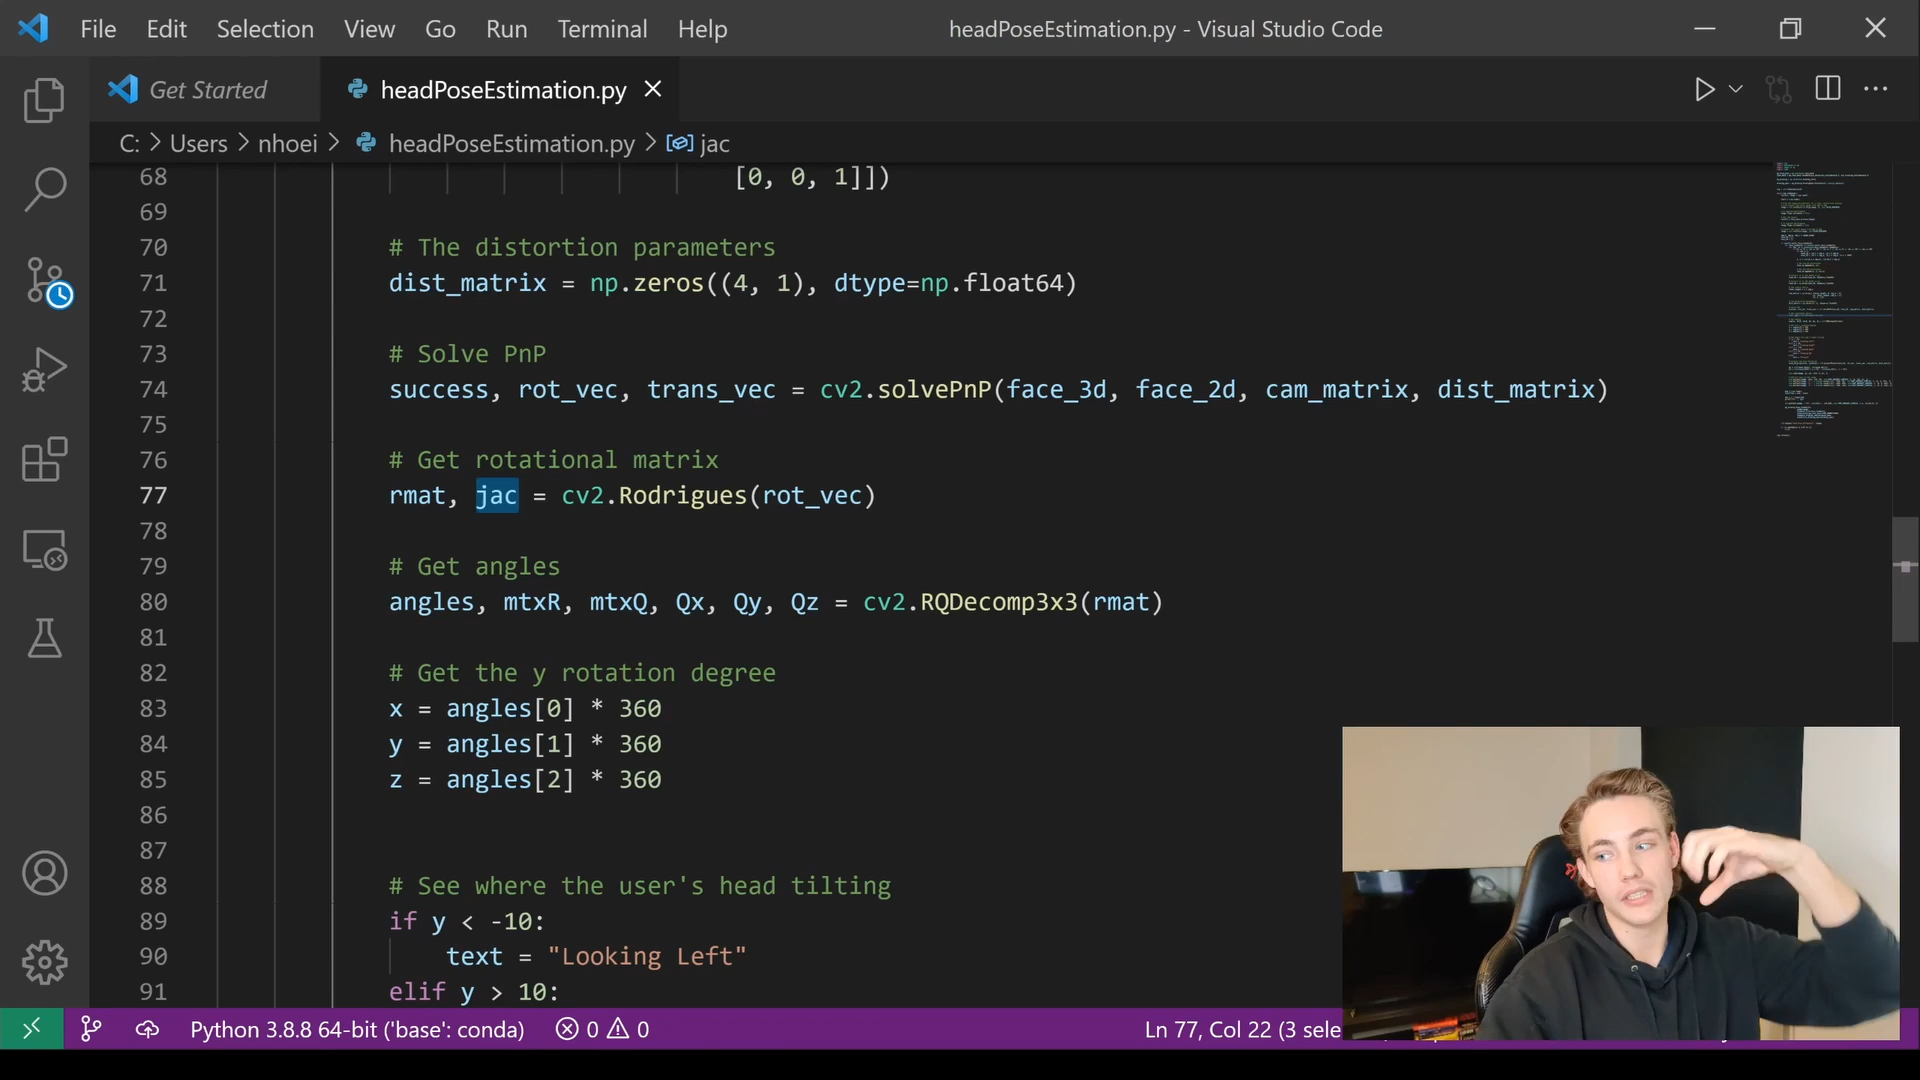 File Edit Selection View Go Run Terminal Help headPoseEstimation.py - Visual Studio Code
Get Started headPoseEstimation.py
C: > Users > nhoei > headPoseEstimation.py > jac
68 [0, 0, 1]])
69
70 # The distortion parameters
71 dist_matrix = np.zeros((4, 1), dtype=np.float64)
72
73 # Solve PnP
74 success, rot_vec, trans_vec = cv2.solvePnP(face_3d, face_2d, cam_matrix, dist_matrix)
75
76 # Get rotational matrix
77 rmat, jac = cv2.Rodrigues(rot_vec)
78
79 # Get angles
80 angles, mtxR, mtxQ, Qx, Qy, Qz = cv2.RQDecomp3x3(rmat)
81
82 # Get the y rotation degree
83 x = angles[0] * 360
84 y = angles[1] * 360
85 z = angles[2] * 360
86
87
88 # See where the user's head tilting
89 if y < -10:
90 text = "Looking Left"
91 elif y > 10:
Python 3.8.8 64-bit ('base': conda) 0 0 Ln 77, Col 22 (3 sele